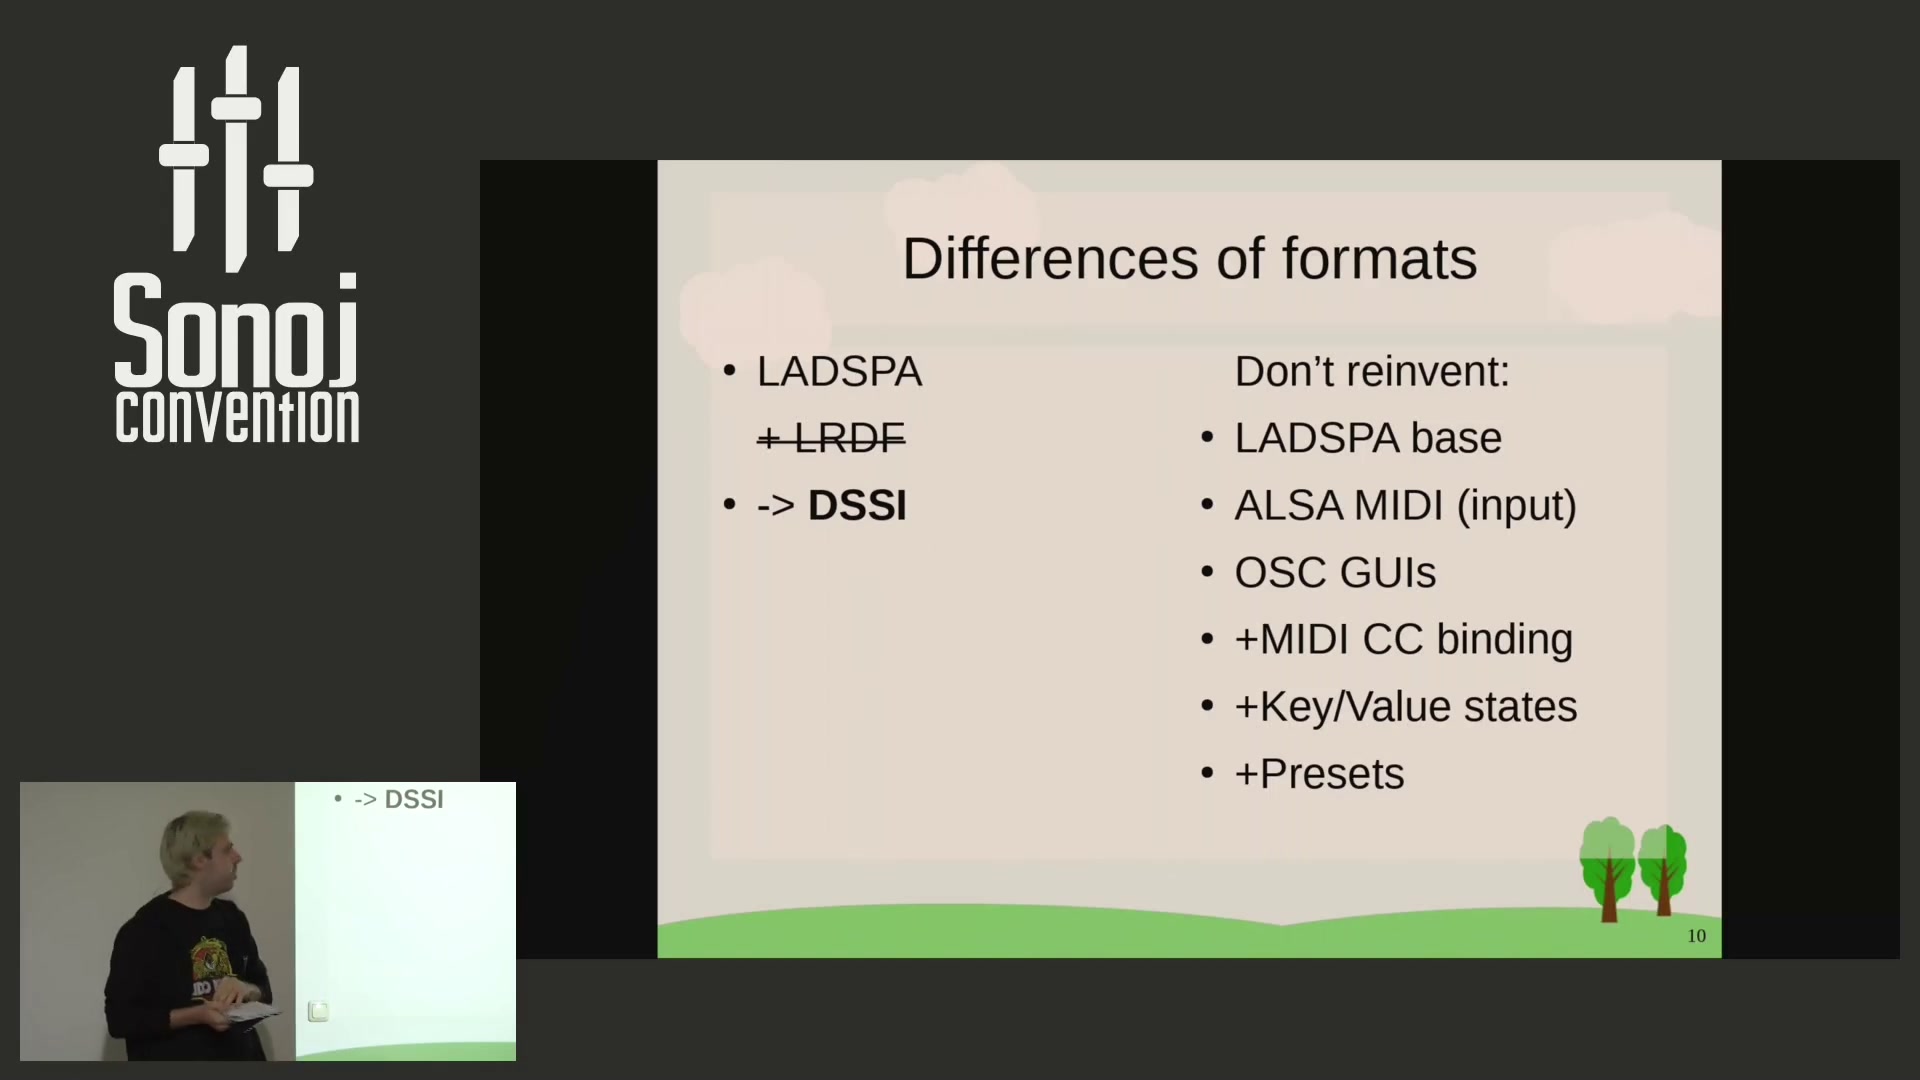 Sonoj
convention
Differences of formats
• LADSPA
+ LRDF
• -> DSSI
Don’t reinvent:
• LADSPA base
• ALSA MIDI (input)
• OSC GUIs
• +MIDI CC binding
• +Key/Value states
• +Presets
10
• -> DSSI